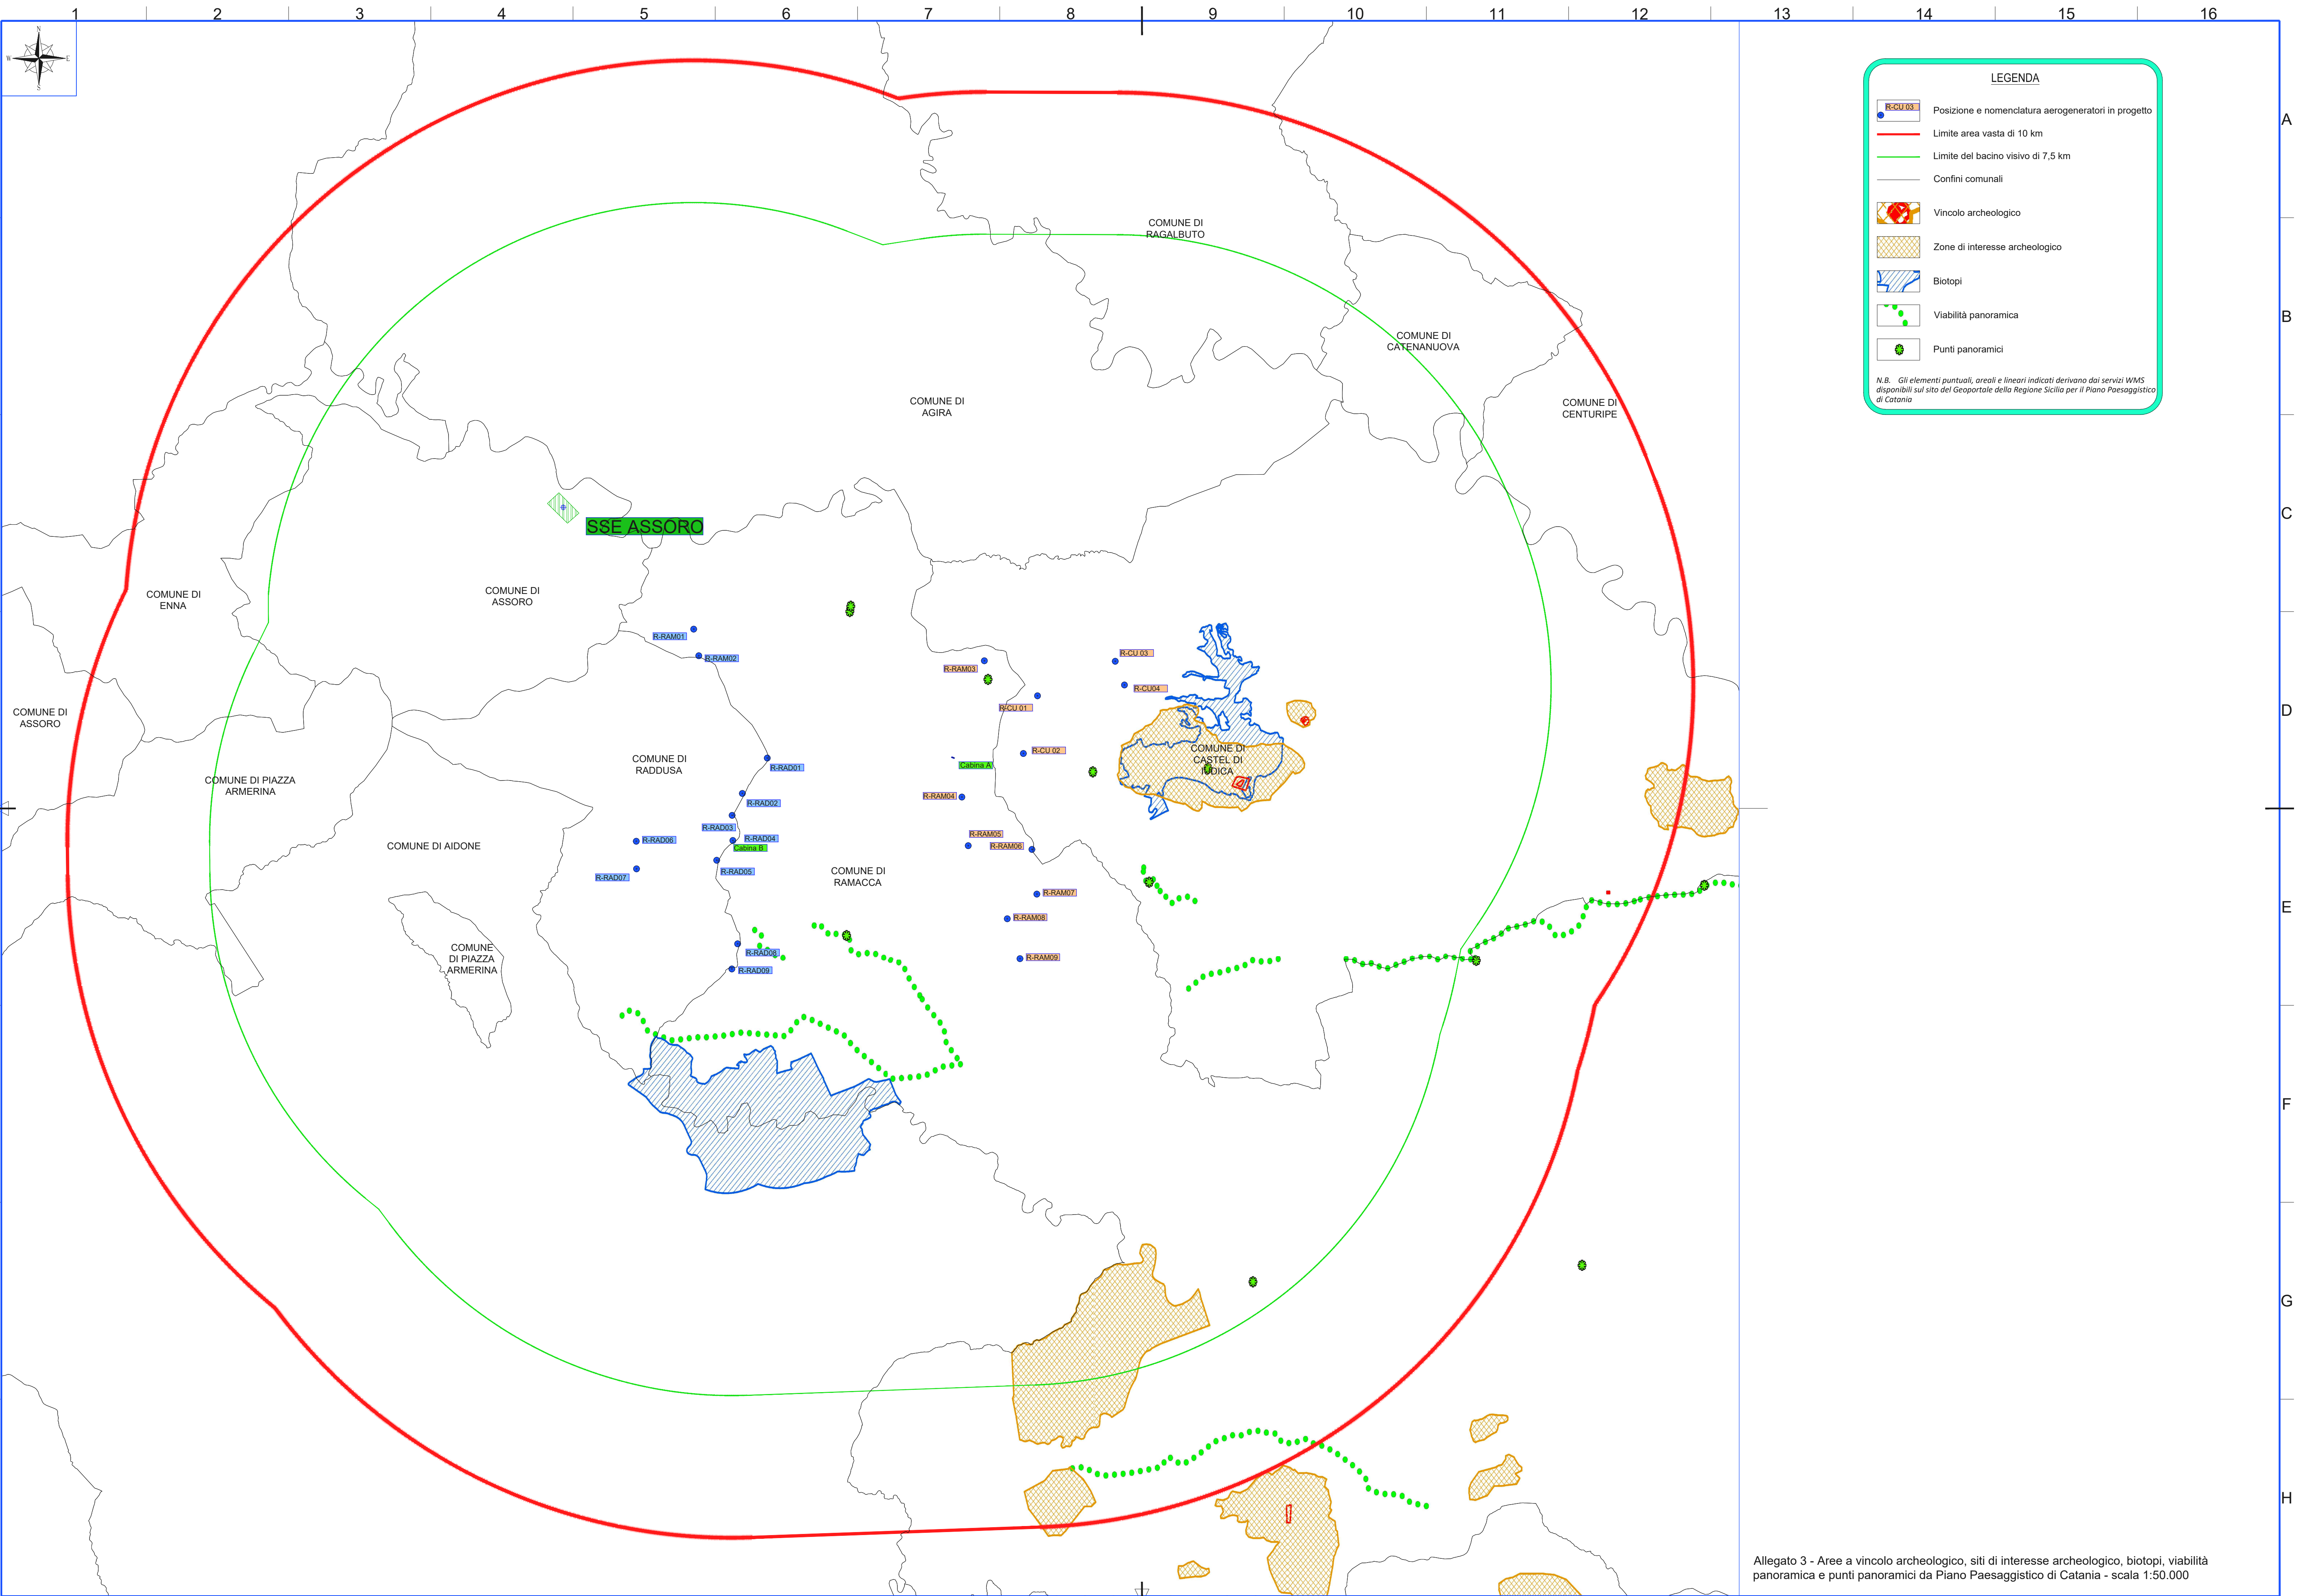 1 2 3 4 5 6 7 8 9 10 11 12 13 14 15 16
N
W E
S
LEGENDA
R-CU 03
Posizione e nomenclatura aerogeneratori in progetto
Limite area vasta di 10 km
Limite del bacino visivo di 7,5 km
Confini comunali
Vincolo archeologico
Zone di interesse archeologico
Biotopi
Viabilità panoramica
Punti panoramici
N.B. Gli elementi puntuali, areali e lineari indicati derivano dai servizi WMS
disponibili sul sito del Geoportale della Regione Sicilia per il Piano Paesaggistico
di Catania
A
B
C
D
E
F
G
H
COMUNE DI
RAGALBUTO
COMUNE DI
CATENANUOVA
COMUNE DI
AGIRA
COMUNE DI
CENTURIPE
SSE ASSORO
COMUNE DI
ENNA
COMUNE DI
ASSORO
R-RAM01
R-RAM02
R-RAM03
R-CU 03
R-CU04
R-CU 01
COMUNE DI
ASSORO
R-CU 02
COMUNE DI
CASTEL DI
IUDICA
COMUNE DI
RADDUSA
R-RAD01
Cabina A
COMUNE DI PIAZZA
ARMERINA
R-RAM04
R-RAD02
R-RAD03
R-RAD04
Cabina B
R-RAM05
R-RAM06
R-RAD06
COMUNE DI AIDONE
R-RAD05
R-RAD07
COMUNE DI
RAMACCA
R-RAM07
R-RAM08
COMUNE
DI PIAZZA
ARMERINA
R-RAD08
R-RAD09
R-RAM09
Allegato 3 - Aree a vincolo archeologico, siti di interesse archeologico, biotopi, viabilità
panoramica e punti panoramici da Piano Paesaggistico di Catania - scala 1:50.000